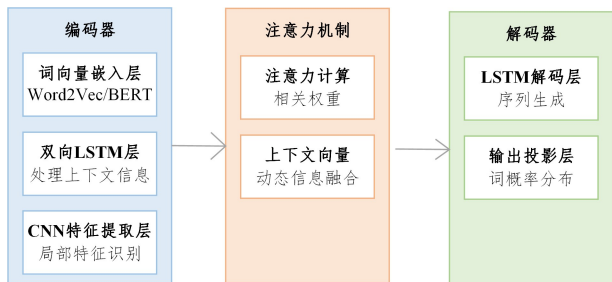 编码器
词向量嵌入层
Word2Vec/BERT
双向LSTM层
处理上下文信息
CNN特征提取层
局部特征识别
注意力机制
注意力计算
相关权重
上下文向量
动态信息融合
解码器
LSTM解码层
序列生成
输出投影层
词概率分布